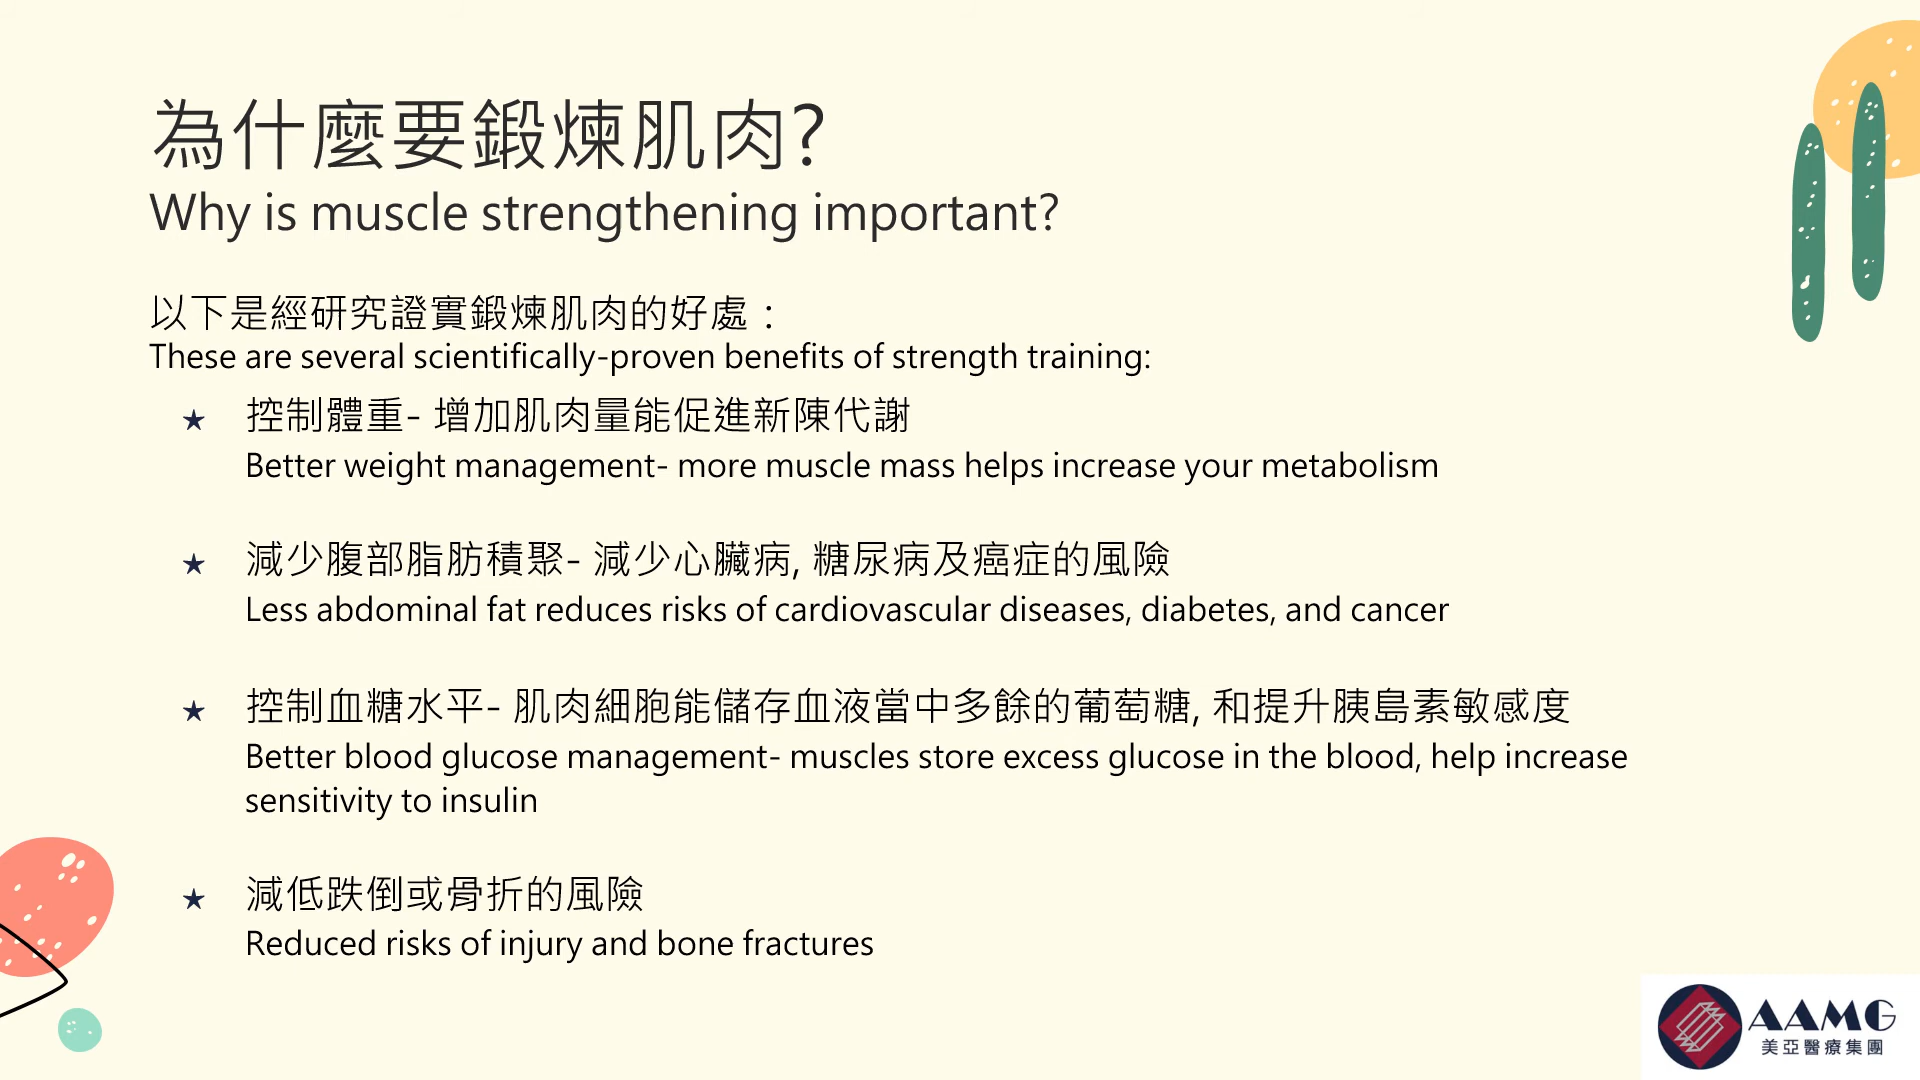 為什麼要鍛煉肌肉?
Why is muscle strengthening important?
以下是經研究證實鍛煉肌肉的好處：
These are several scientifically-proven benefits of strength training:
★ 控制體重- 增加肌肉量能促進新陳代謝
Better weight management- more muscle mass helps increase your metabolism
★ 減少腹部脂肪積聚- 減少心臟病, 糖尿病及癌症的風險
Less abdominal fat reduces risks of cardiovascular diseases, diabetes, and cancer
★ 控制血糖水平- 肌肉細胞能儲存血液當中多餘的葡萄糖, 和提升胰島素敏感度
Better blood glucose management- muscles store excess glucose in the blood, help increase
sensitivity to insulin
★ 減低跌倒或骨折的風險
Reduced risks of injury and bone fractures
AAMG
美亞醫療集團